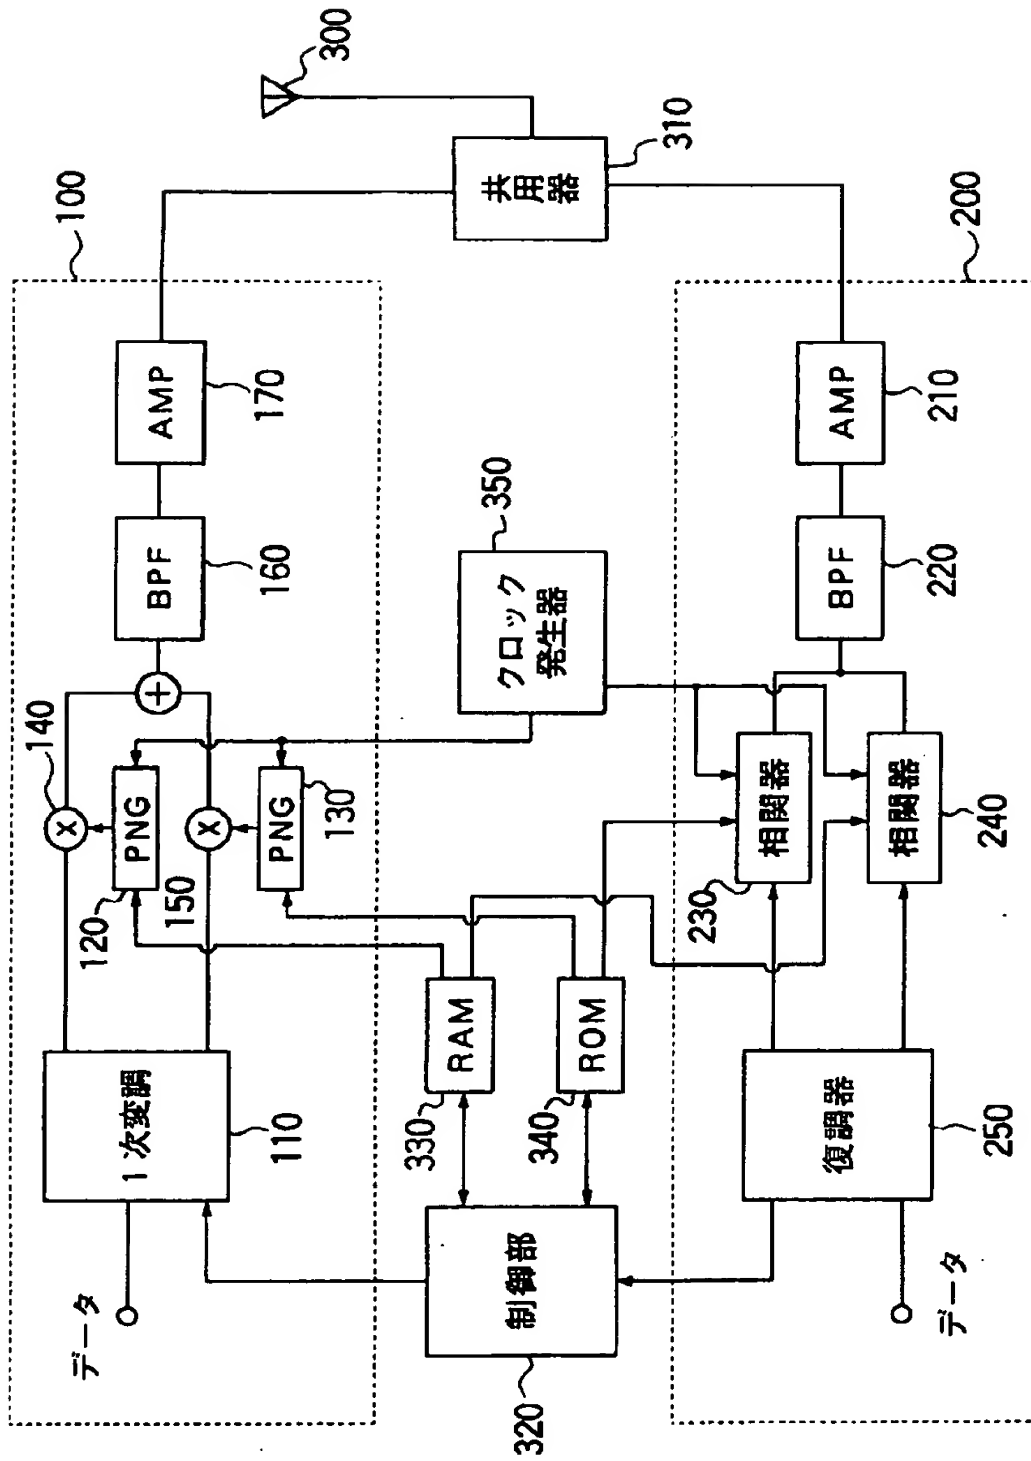 100
データ
1次変調
110
140
×
120
PNG
150
×
PNG
130
+
BPF
160
AMP
170
300
共用器
310
制御部
320
RAM
330
ROM
340
クロック
発生器
350
200
データ
復調器
250
相関器
230
相関器
240
BPF
220
AMP
210